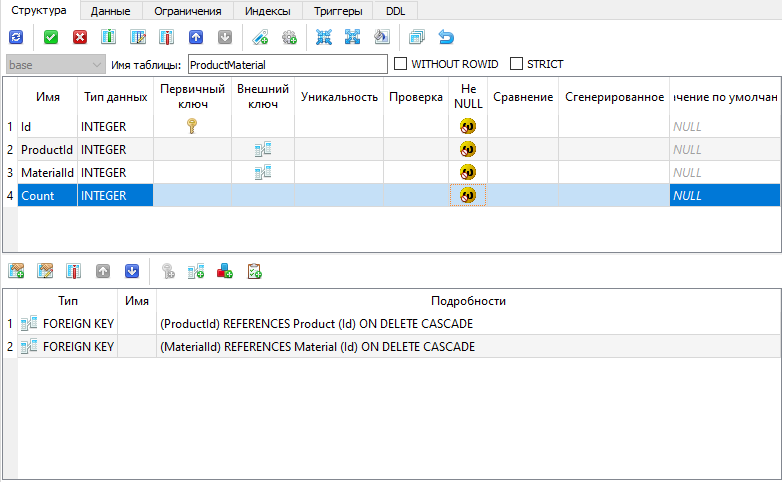 Структура Данные Ограничения Индексы Триггеры DDL
base Имя таблицы: ProductMaterial WITHOUT ROWID STRICT
Имя Тип данных Первичный ключ Внешний ключ Уникальность Проверка Не NULL Сравнение Сгенерированное чение по умолчан
1 Id INTEGER NULL
2 ProductId INTEGER NULL
3 MaterialId INTEGER NULL
4 Count INTEGER NULL
Тип Имя Подробности
1 FOREIGN KEY (ProductId) REFERENCES Product (Id) ON DELETE CASCADE
2 FOREIGN KEY (MaterialId) REFERENCES Material (Id) ON DELETE CASCADE